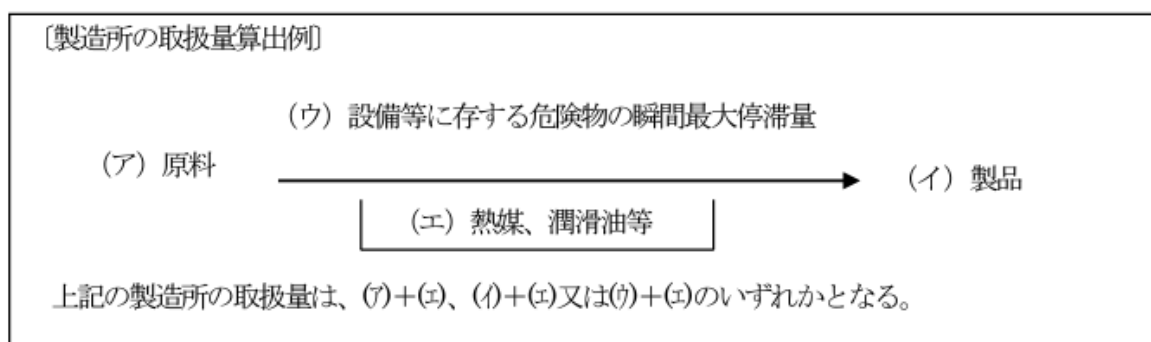 〔製造所の取扱量算出例〕
(ウ) 設備等に存する危険物の瞬間最大停滞量
(ア) 原料
(イ) 製品
(エ) 熱媒、潤滑油等
上記の製造所の取扱量は、(ア)+(エ)、(イ)+(エ)又は(ウ)+(エ)のいずれかとなる。